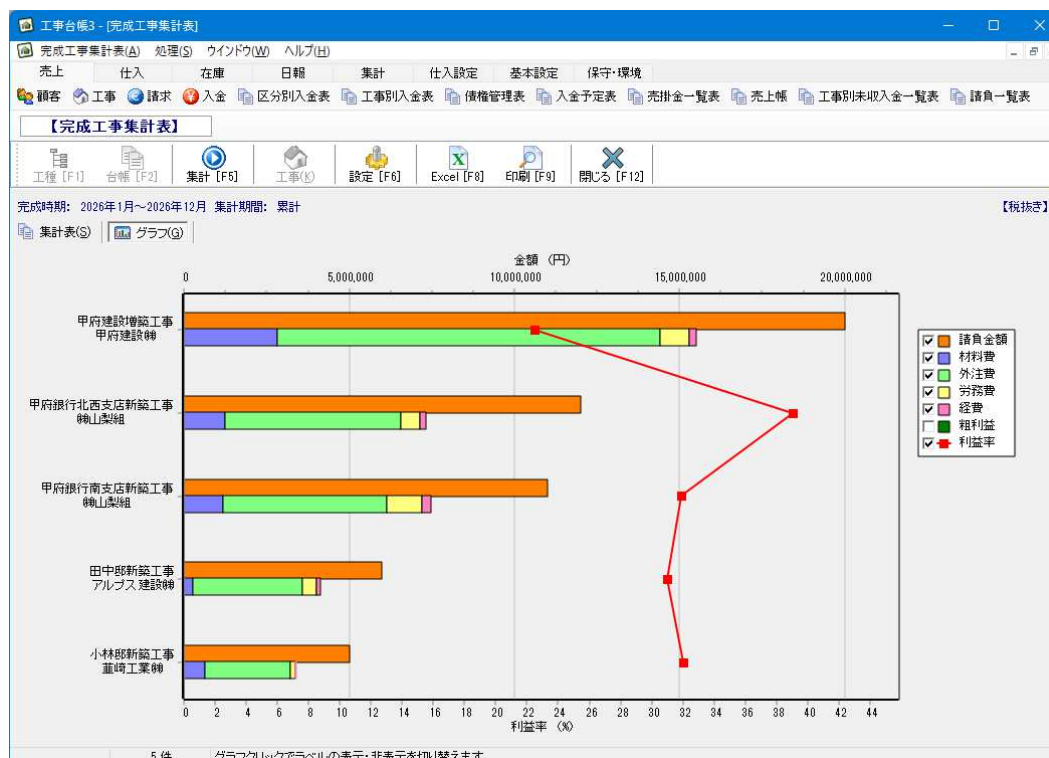 工事台帳3 - [完成工事集計表]
完成工事集計表(A) 処理(S) ウインドウ(W) ヘルプ(H)
売上 仕入 在庫 日報 集計 仕入設定 基本設定 保守・環境
顧客 工事 請求 入金 区分別入金表 工事別入金表 債権管理表 入金予定表 売掛金一覧表 売上帳 工事別未収入金一覧表 請負一覧表
【完成工事集計表】
工種 [F1] 台帳 [F2] 集計 [F5] 工事(K) 設定 [F6] Excel [F8] 印刷 [F9] 閉じる [F12]
完成時期: 2026年1月～2026年12月 集計期間: 累計 【税抜き】
集計表(S) グラフ(G)
金額 (円)
0 5,000,000 10,000,000 15,000,000 20,000,000
甲府建設増築工事
甲府建設㈱
甲府銀行北西支店新築工事
㈱山梨組
甲府銀行南支店新築工事
㈱山梨組
田中邸新築工事
アルプス建設㈱
小林邸新築工事
韮崎工業㈱
請負金額
材料費
外注費
労務費
経費
粗利益
利益率
0 2 4 6 8 10 12 14 16 18 20 22 24 26 28 30 32 34 36 38 40 42 44
利益率 (%)
5 件 グラフクリックでラベルの表示・非表示を切り替えます